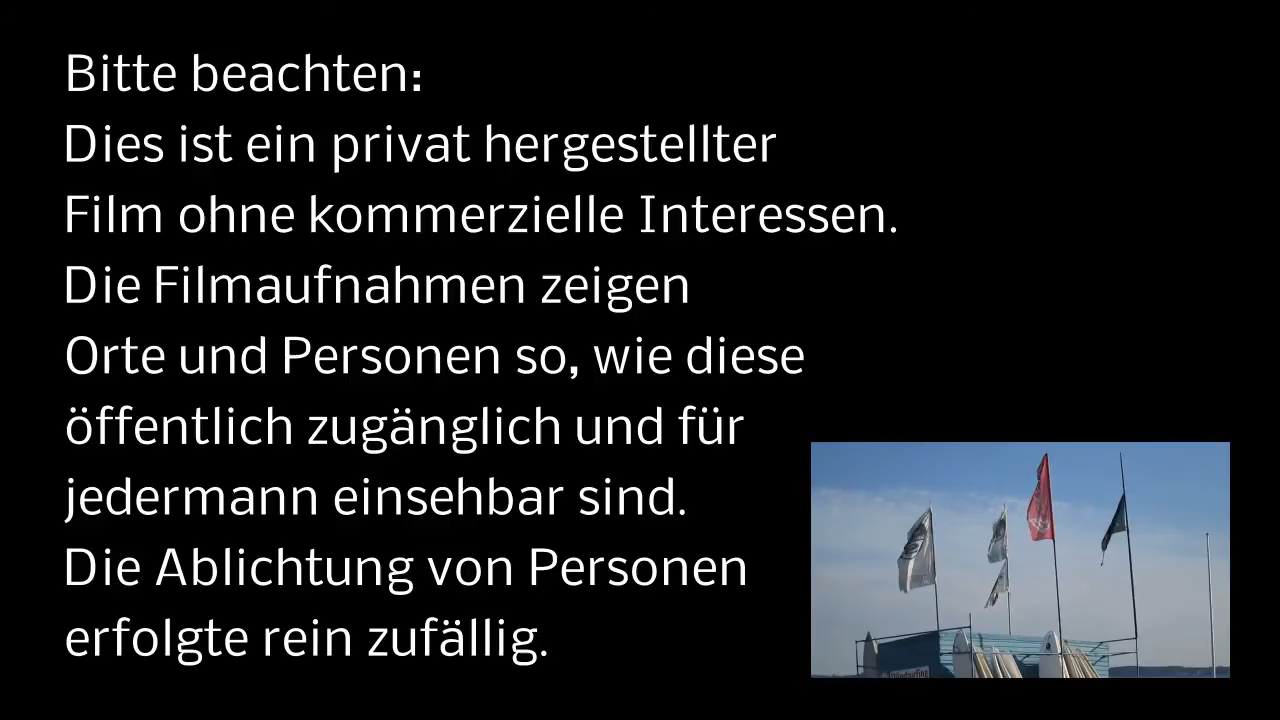 Bitte beachten:
Dies ist ein privat hergestellter
Film ohne kommerzielle Interessen.
Die Filmaufnahmen zeigen
Orte und Personen so, wie diese
öffentlich zugänglich und für
jedermann einsehbar sind.
Die Ablichtung von Personen
erfolgte rein zufällig.